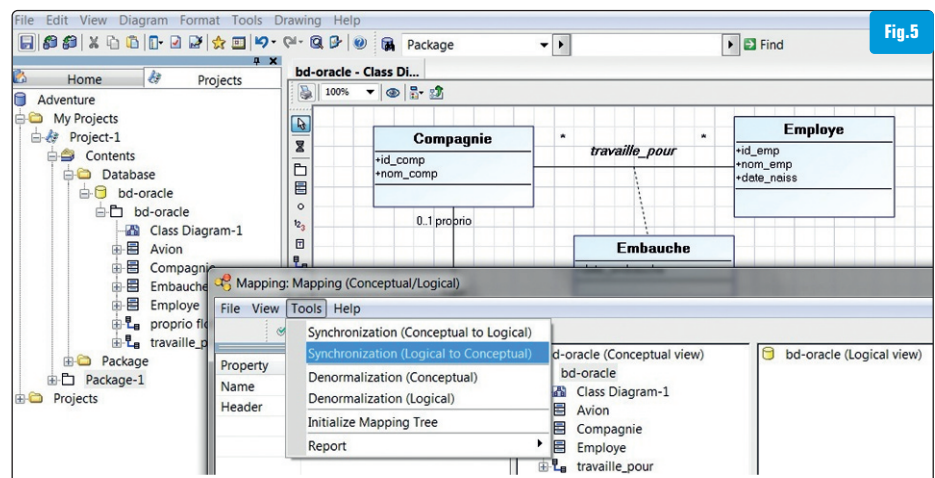 File Edit View Diagram Format Tools Drawing Help
Fig.5
Package
Find
Home Projects
bd-oracle - Class Di...
100%
Adventure
My Projects
Project-1
Contents
Database
bd-oracle
bd-oracle
Class Diagram-1
Avion
Compagnie
Embauche
Employe
proprio
travaille_p
Package
Package-1
Projects
Compagnie
+id_comp
+nom_comp
* travaille_pour *
Employe
+id_emp
+nom_emp
+date_naiss
0..1 proprio
Embauche
Mapping: Mapping (Conceptual/Logical)
File View Tools Help
Synchronization (Conceptual to Logical)
Synchronization (Logical to Conceptual)
Denormalization (Conceptual)
Denormalization (Logical)
Initialize Mapping Tree
Report
Property
Name
Header
d-oracle (Conceptual view)
bd-oracle
Class Diagram-1
Avion
Compagnie
Employe
travaille_pour
bd-oracle (Logical view)